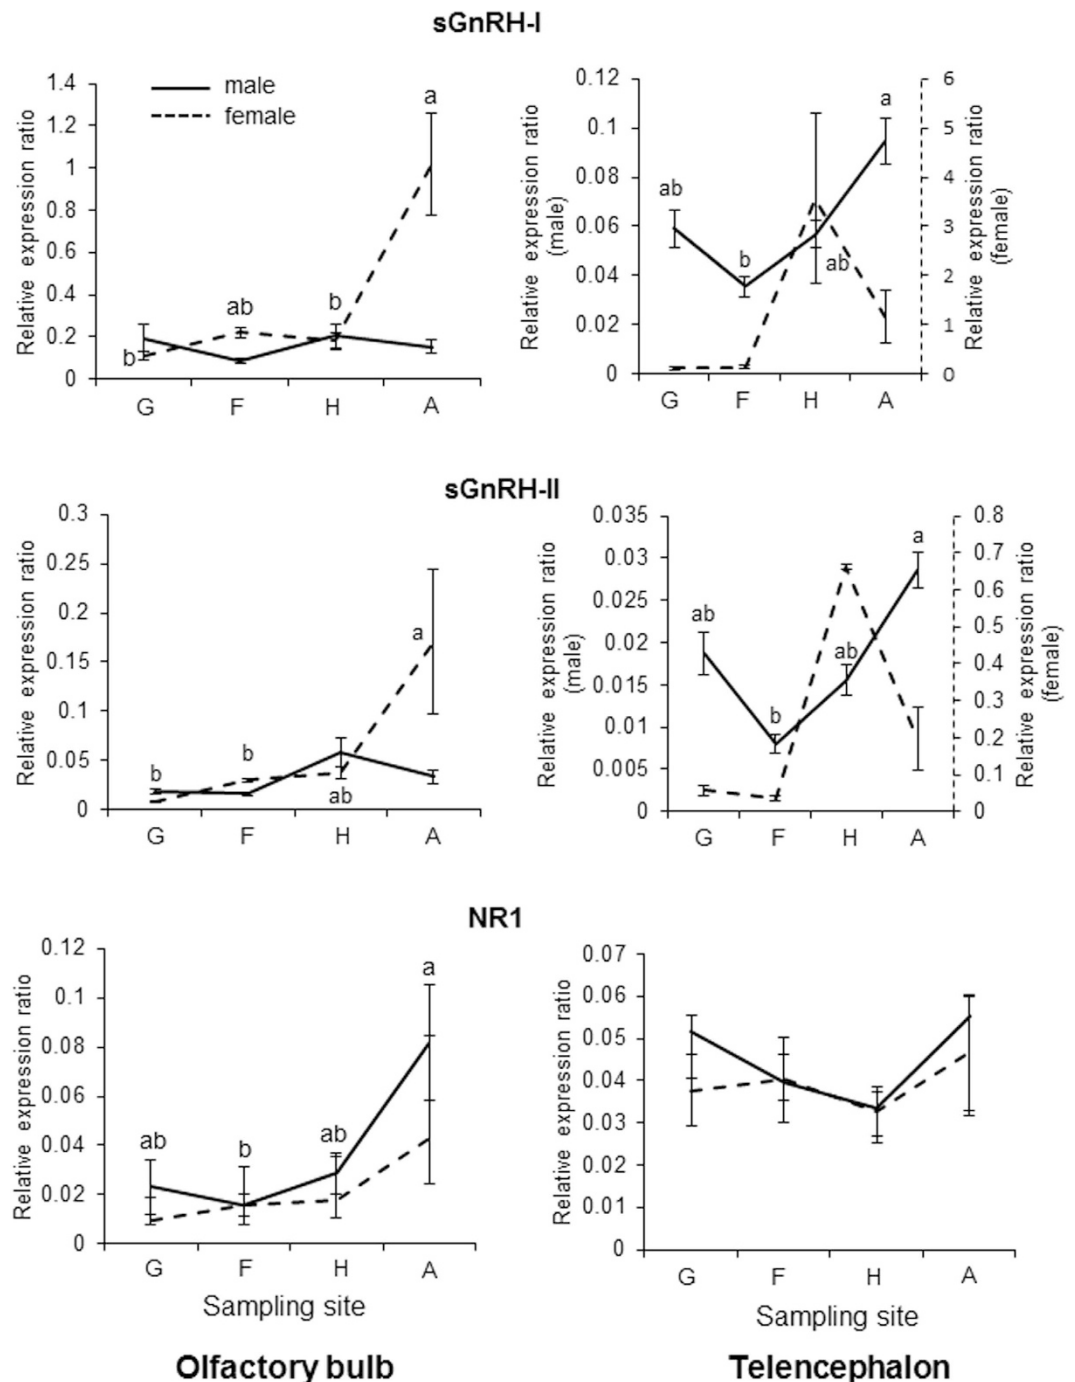 sGnRH-I
Relative expression ratio
1.4
1.2
1
0.8
0.6
0.4
0.2
0
male
female
b
ab
b
a
G F H A
Relative expression ratio
(male)
0.12
0.1
0.08
0.06
0.04
0.02
0
ab
b
ab
a
6
5
4
3
2
1
0
Relative expression ratio
(female)
G F H A
sGnRH-II
Relative expression ratio
0.3
0.25
0.2
0.15
0.1
0.05
0
b
b
ab
a
G F H A
Relative expression ratio
(male)
0.035
0.03
0.025
0.02
0.015
0.01
0.005
0
ab
b
ab
a
0.8
0.7
0.6
0.5
0.4
0.3
0.2
0.1
0
Relative expression ratio
(female)
G F H A
NR1
Relative expression ratio
0.12
0.1
0.08
0.06
0.04
0.02
0
ab
b
ab
a
G F H A
Sampling site
Olfactory bulb
Relative expression ratio
0.07
0.06
0.05
0.04
0.03
0.02
0.01
0
G F H A
Sampling site
Telencephalon